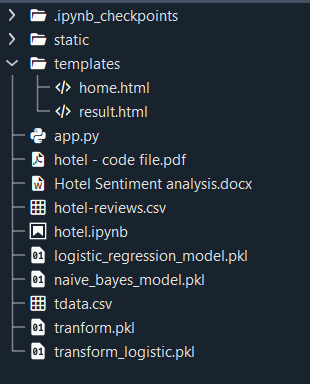 .ipynb_checkpoints
static
templates
home.html
result.html
app.py
hotel - code file.pdf
Hotel Sentiment analysis.docx
hotel-reviews.csv
hotel.ipynb
logistic_regression_model.pkl
naive_bayes_model.pkl
tdata.csv
tranform.pkl
transform_logistic.pkl